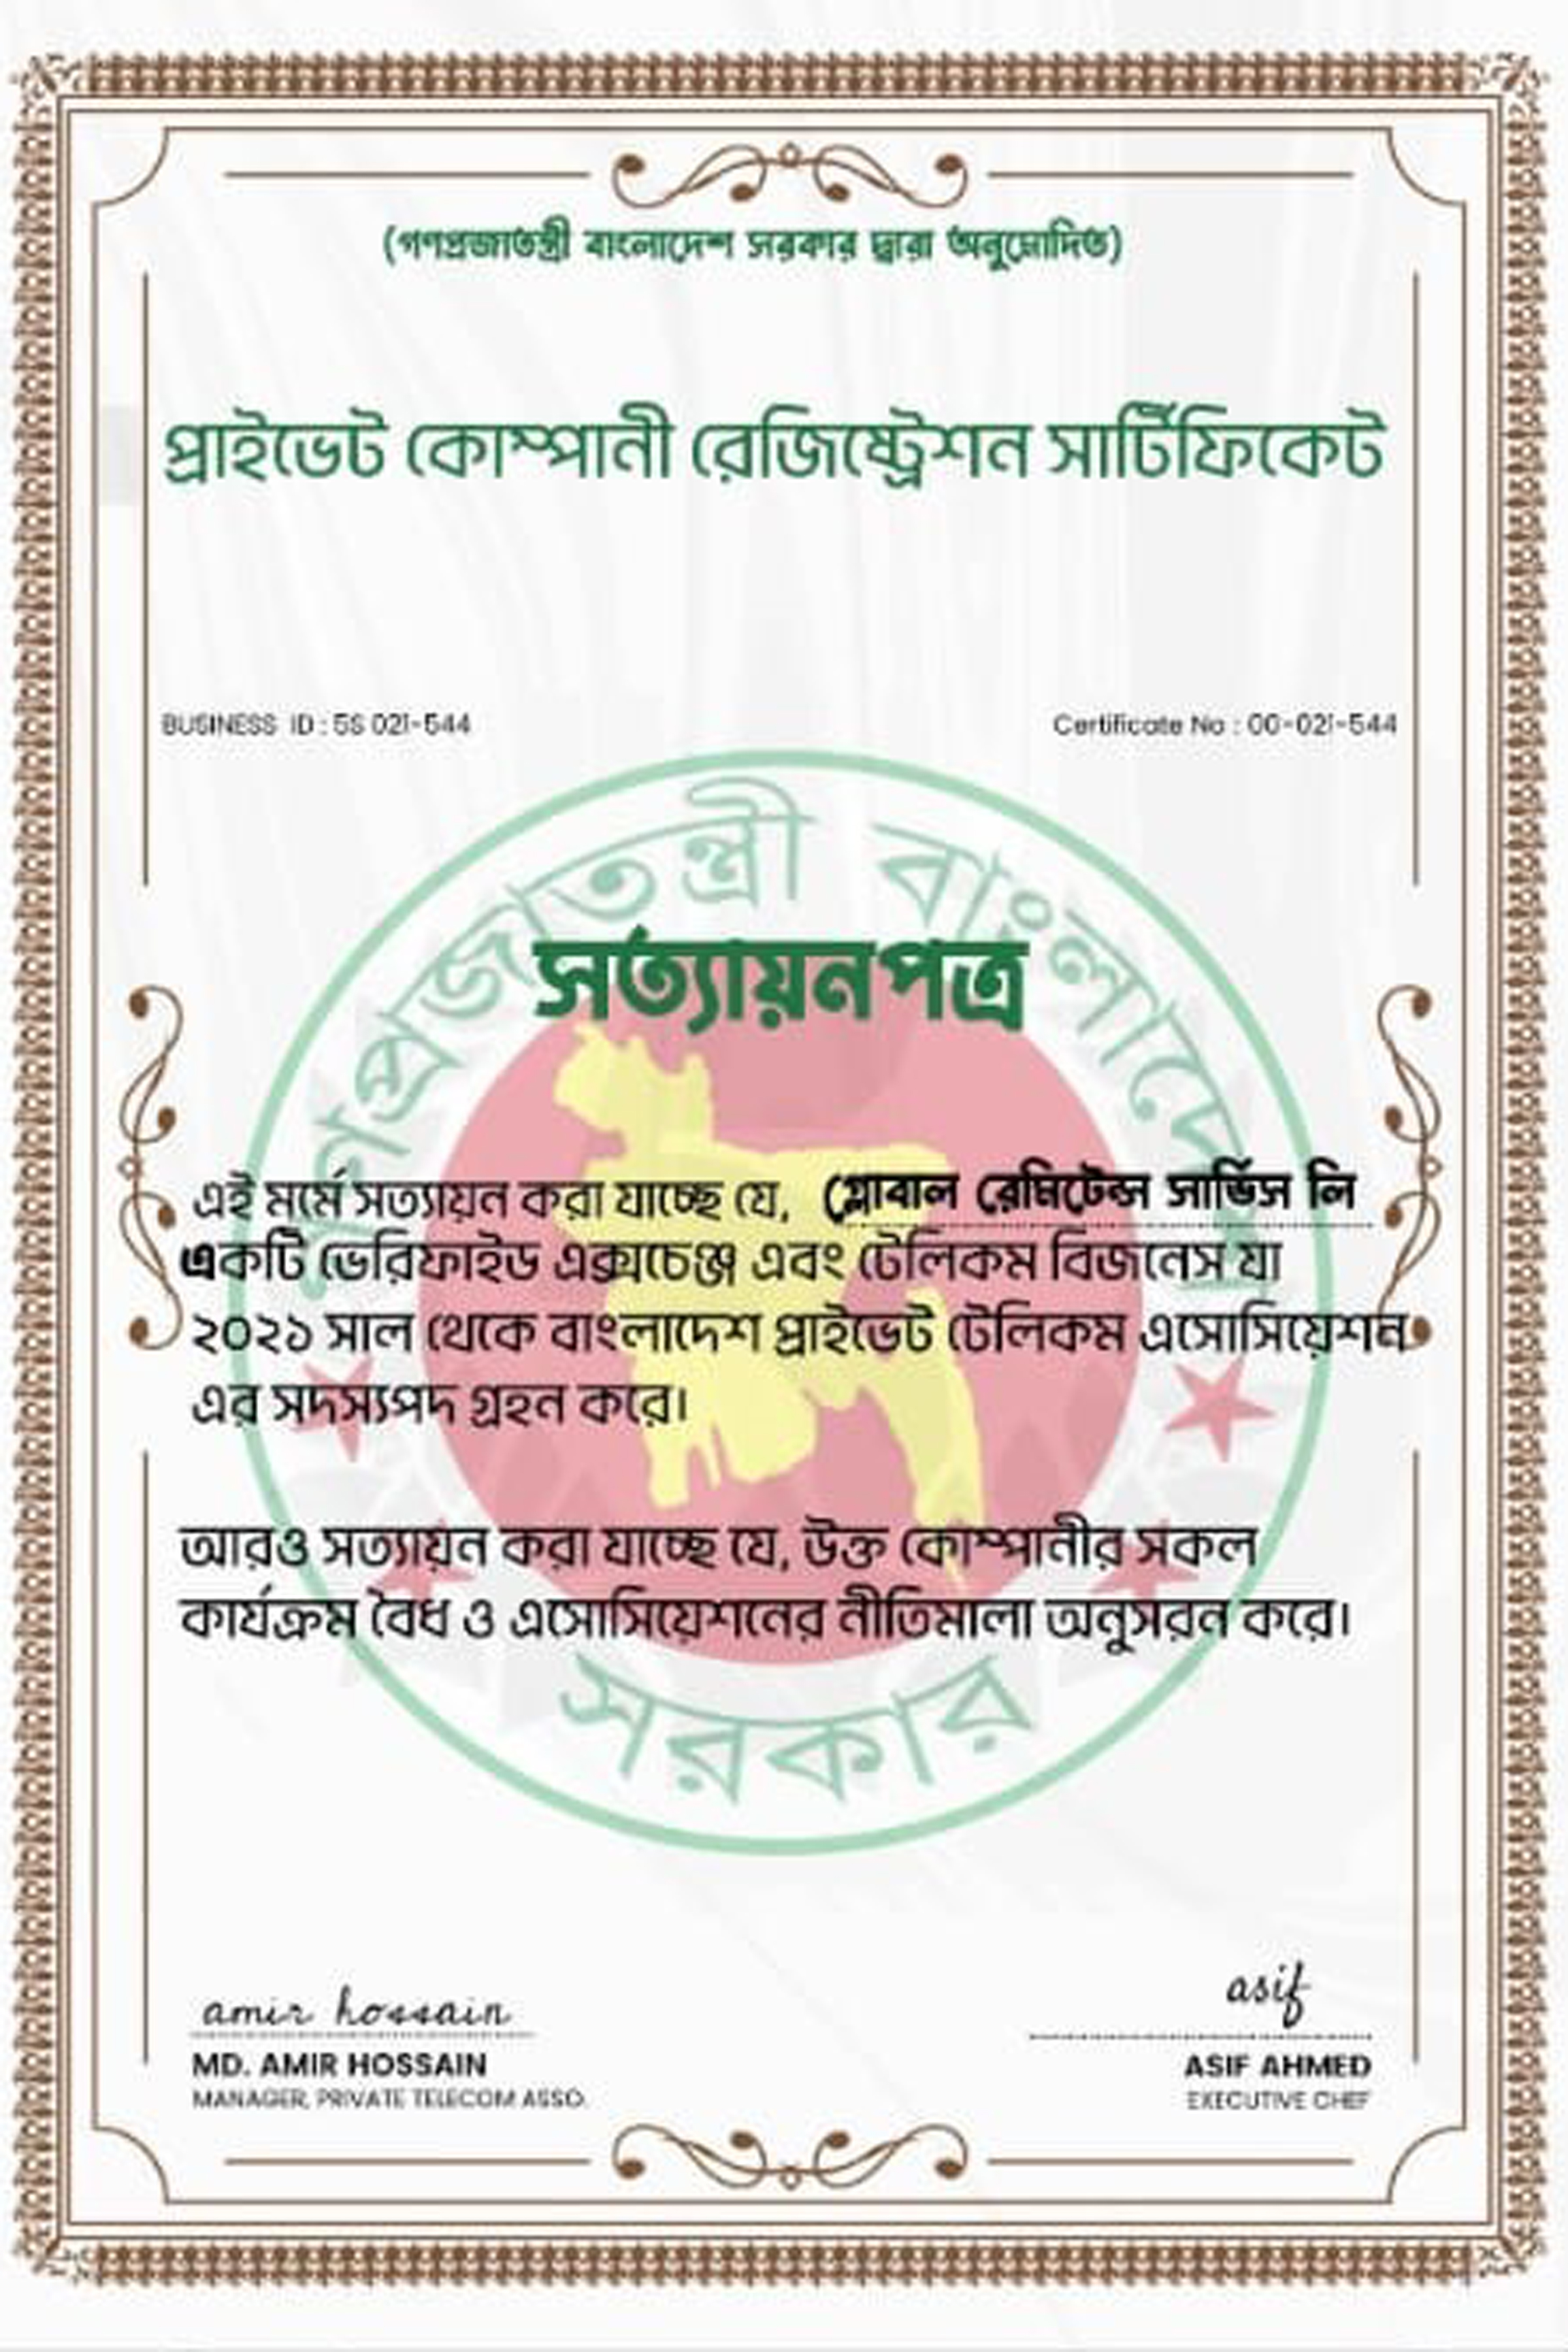 (গণপ্রজাতন্ত্রী বাংলাদেশ সরকার দ্বারা অনুমোদিত)
প্রাইভেট কোম্পানী রেজিষ্ট্রেশন সার্টিফিকেট
BUSINESS ID : 5S 021-544
Certificate No : 00-021-544
গণপ্রজাতন্ত্রী বাংলাদেশ
সত্যায়নপত্র
এই মর্মে সত্যায়ন করা যাচ্ছে যে, গ্লোবাল রেমিটেন্স সার্ভিস লি
একটি ভেরিফাইড এক্সচেঞ্জ এবং টেলিকম বিজনেস যা
২০২১ সাল থেকে বাংলাদেশ প্রাইভেট টেলিকম এসোসিয়েশন
এর সদস্যপদ গ্রহন করে।
আরও সত্যায়ন করা যাচ্ছে যে, উক্ত কোম্পানীর সকল
কার্যক্রম বৈধ ও এসোসিয়েশনের নীতিমালা অনুসরন করে।
সরকার
amir hossain
asif
MD. AMIR HOSSAIN
ASIF AHMED
MANAGER, PRIVATE TELECOM ASSO.
EXECUTIVE CHEF